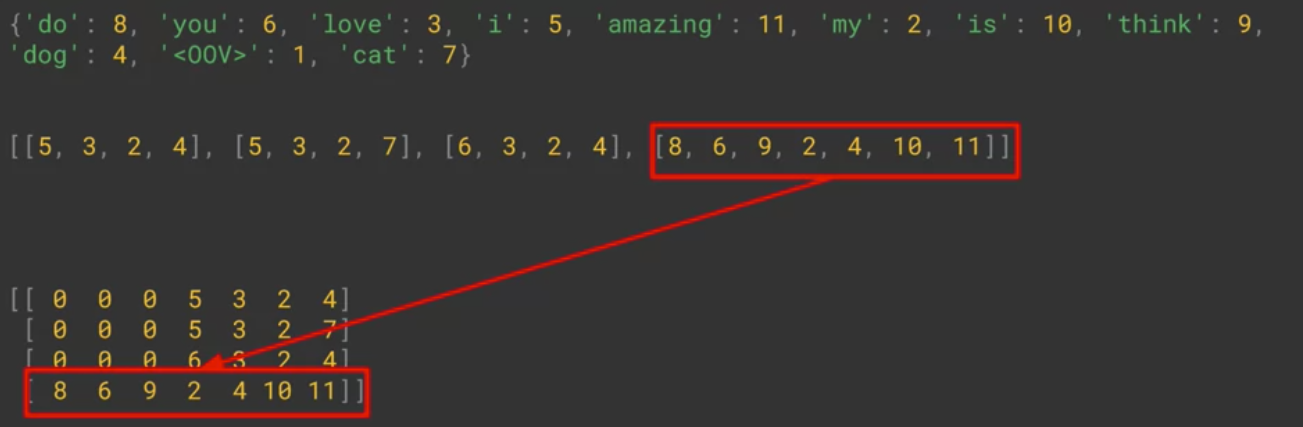 {'do': 8, 'you': 6, 'love': 3, 'i': 5, 'amazing': 11, 'my': 2, 'is': 10, 'think': 9,
'dog': 4, '<OOV>': 1, 'cat': 7}
[[5, 3, 2, 4], [5, 3, 2, 7], [6, 3, 2, 4], [8, 6, 9, 2, 4, 10, 11]]
[[ 0 0 0 5 3 2 4]
[ 0 0 0 5 3 2 7]
[ 0 0 0 6 3 2 4]
[ 8 6 9 2 4 10 11]]